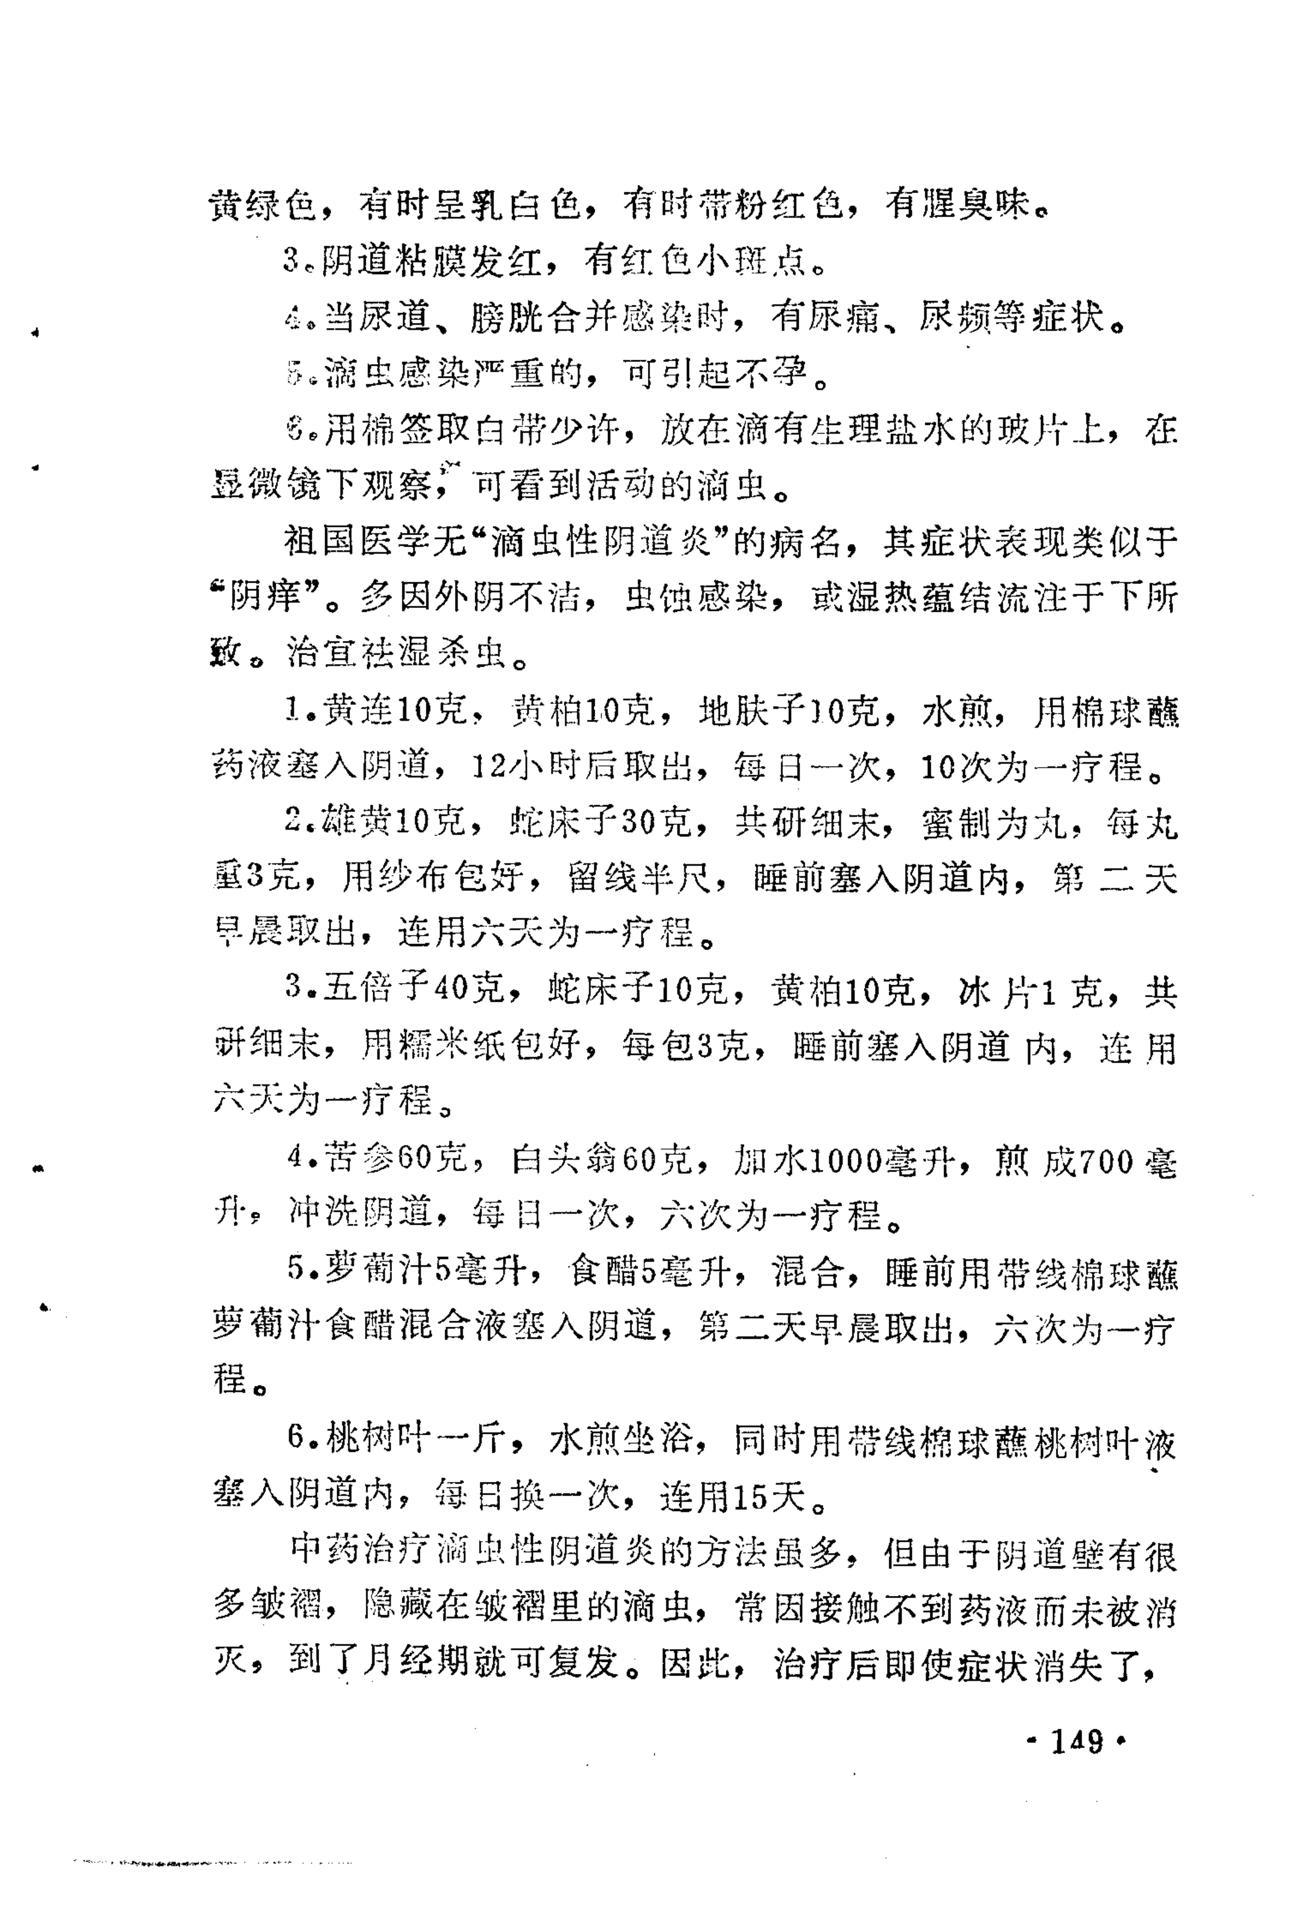 黄绿色，有时呈乳白色，有时带粉红色，有腥臭味。
3.阴道粘膜发红，有红色小斑点。
4.当尿道、膀胱合并感染时，有尿痛、尿频等症状。
5.滴虫感染严重的，可引起不孕。
6.用棉签取白带少许，放在滴有生理盐水的玻片上，在
显微镜下观察，可看到活动的滴虫。
祖国医学无“滴虫性阴道炎”的病名，其症状表现类似于
“阴痒”。多因外阴不洁，虫蚀感染，或湿热蕴结流注于下所
致。治宜祛湿杀虫。
1.黄连10克，黄柏10克，地肤子10克，水煎，用棉球蘸
药液塞入阴道，12小时后取出，每日一次，10次为一疗程。
2.雄黄10克，蛇床子30克，共研细末，蜜制为丸，每丸
重3克，用纱布包好，留线半尺，睡前塞入阴道内，第二天
早晨取出，连用六天为一疗程。
3.五倍子40克，蛇床子10克，黄柏10克，冰片1克，共
研细末，用糯米纸包好，每包3克，睡前塞入阴道内，连用
六天为一疗程。
4.苦参60克，白头翁60克，加水1000毫升，煎成700毫
升，冲洗阴道，每日一次，六次为一疗程。
5.萝葡汁5毫升，食醋5毫升，混合，睡前用带线棉球蘸
萝葡汁食醋混合液塞入阴道，第二天早晨取出，六次为一疗
程。
6.桃树叶一斤，水煎坐浴，同时用带线棉球蘸桃树叶液
塞入阴道内，每日换一次，连用15天。
中药治疗滴虫性阴道炎的方法虽多，但由于阴道壁有很
多皱褶，隐藏在皱褶里的滴虫，常因接触不到药液而未被消
灭，到了月经期就可复发。因此，治疗后即使症状消失了，
·149·